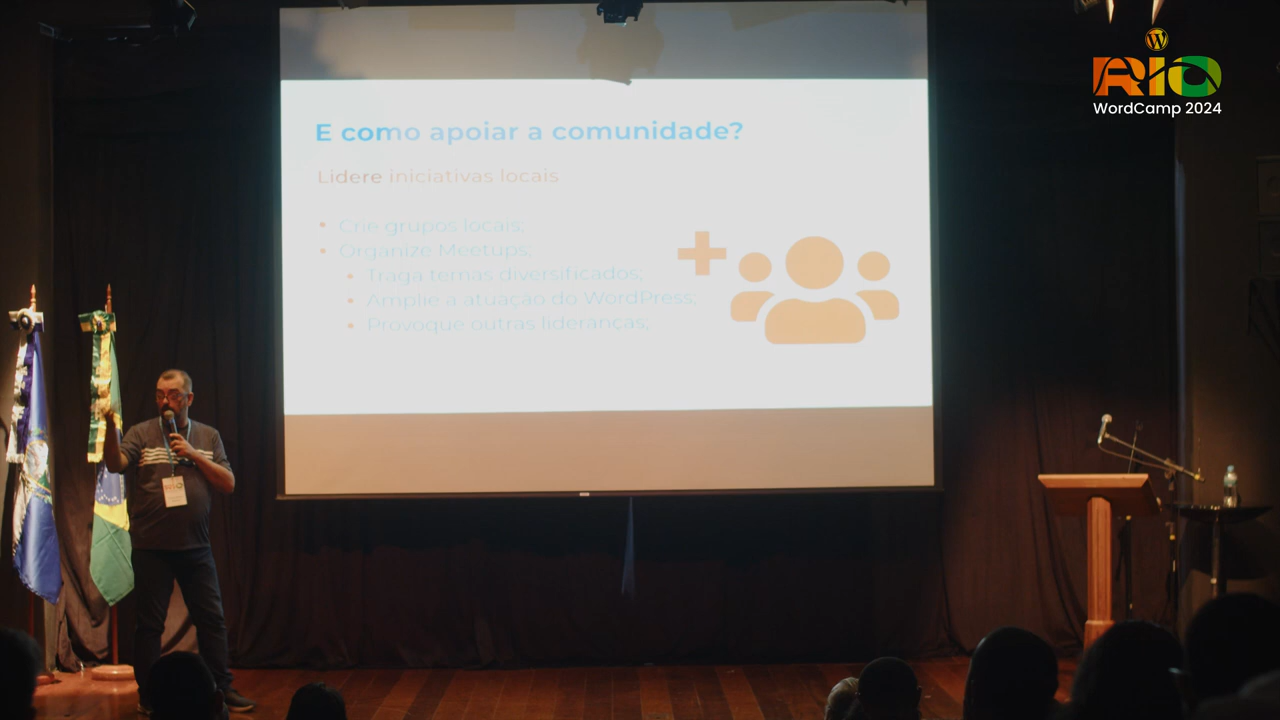 E como apoiar a comunidade?
Lidere iniciativas locais
Crie grupos locais;
Organize Meetups;
Traga temas diversificados;
Amplie a atuação do WordPress;
Provoque outras lideranças;
RIO
WordCamp 2024